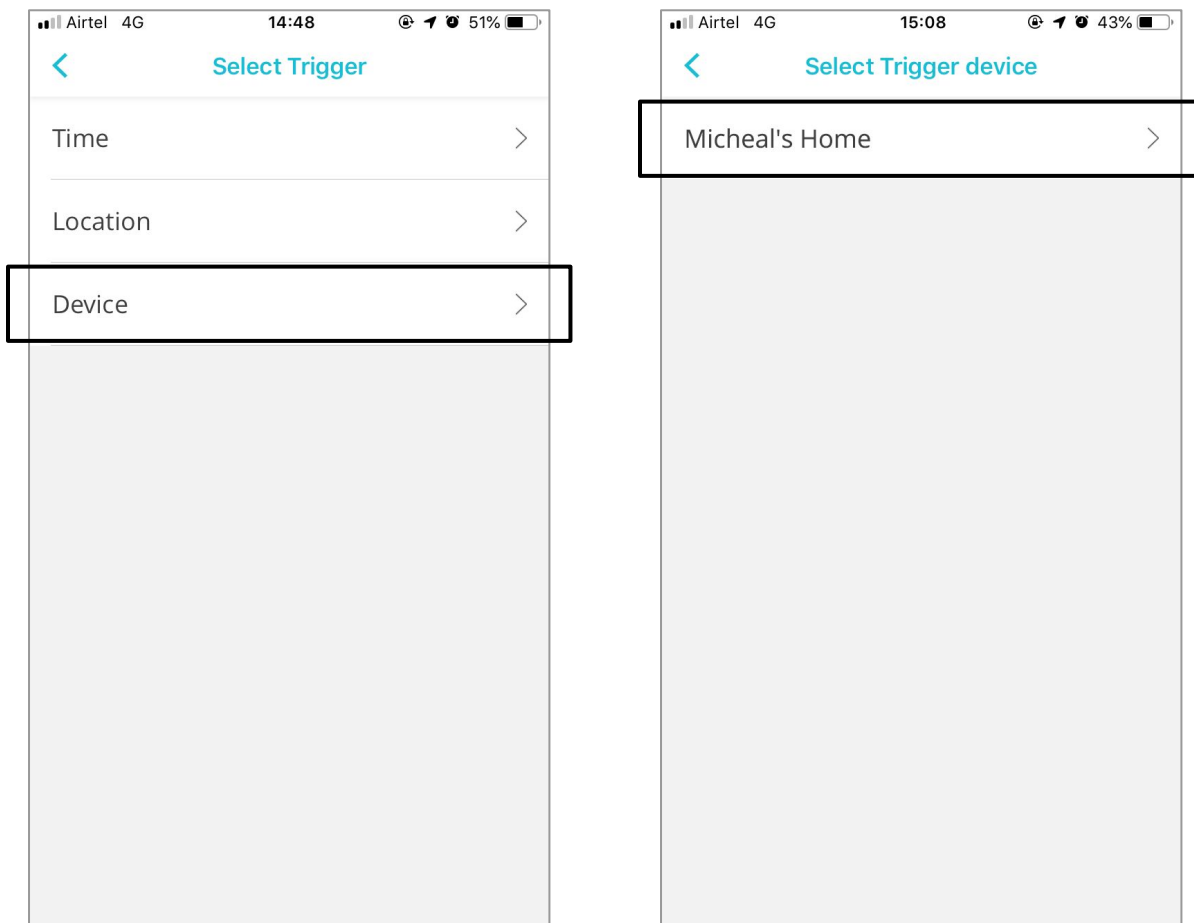 Airtel 4G 14:48 51%
Select Trigger
Time
Location
Device
Airtel 4G 15:08 43%
Select Trigger device
Micheal's Home